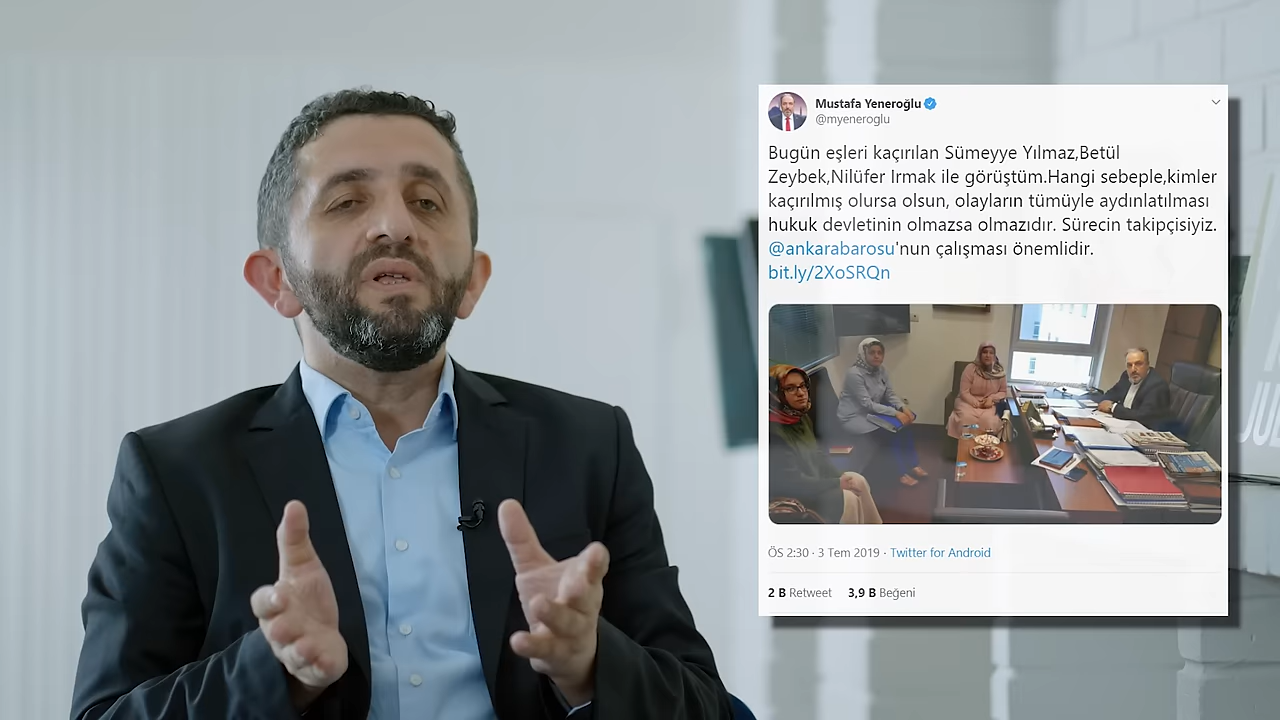 Mustafa Yeneroğlu
@myeneroglu
Bugün eşleri kaçırılan Sümeyye Yılmaz,Betül
Zeybek,Nilüfer Irmak ile görüştüm.Hangi sebeple,kimler
kaçırılmış olursa olsun, olayların tümüyle aydınlatılması
hukuk devletinin olmazsa olmazıdır. Sürecin takipçisiyiz.
@ankarabarosu'nun çalışması önemlidir.
bit.ly/2XoSRQn
ÖS 2:30 · 3 Tem 2019 · Twitter for Android
2 B Retweet 3,9 B Beğeni